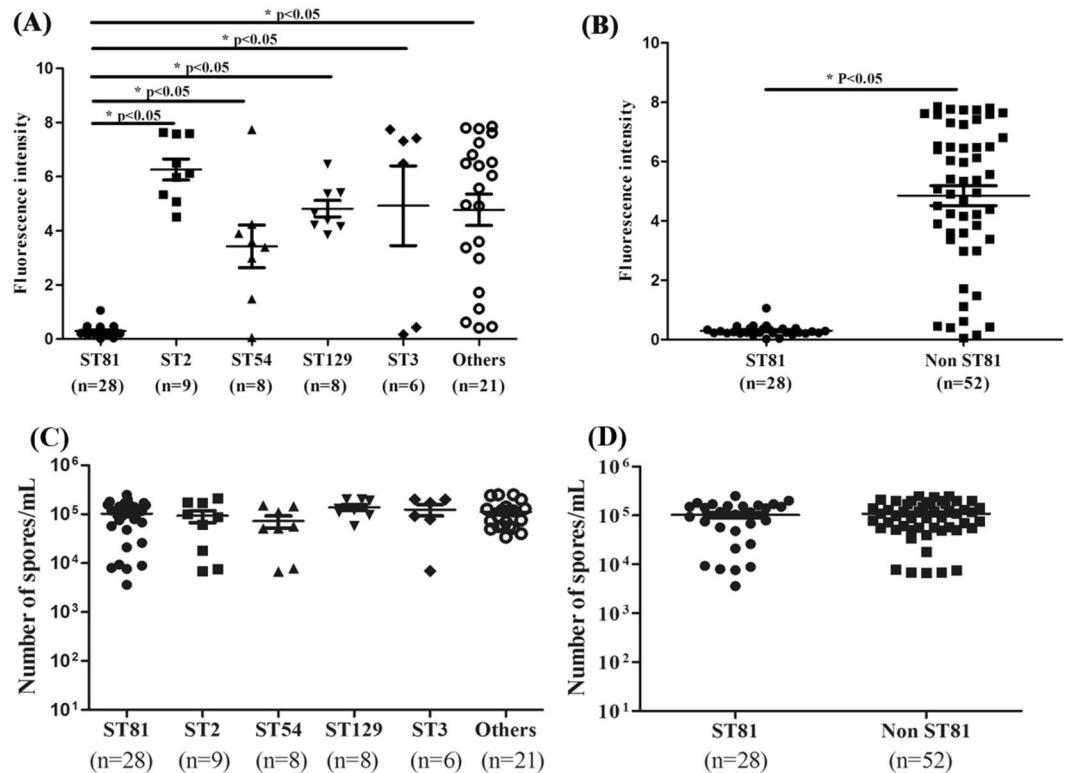 (A)
* p<0.05
* p<0.05
* p<0.05
* p<0.05
* p<0.05
Fluorescence intensity
10
8
6
4
2
0
ST81 ST2 ST54 ST129 ST3 Others
(n=28) (n=9) (n=8) (n=8) (n=6) (n=21)
(B)
* P<0.05
Fluorescence intensity
10
8
6
4
2
0
ST81 Non ST81
(n=28) (n=52)
(C)
Number of spores/mL
10⁶
10⁵
10⁴
10³
10²
10¹
ST81 ST2 ST54 ST129 ST3 Others
(n=28) (n=9) (n=8) (n=8) (n=6) (n=21)
(D)
Number of spores/mL
10⁶
10⁵
10⁴
10³
10²
10¹
ST81 Non ST81
(n=28) (n=52)